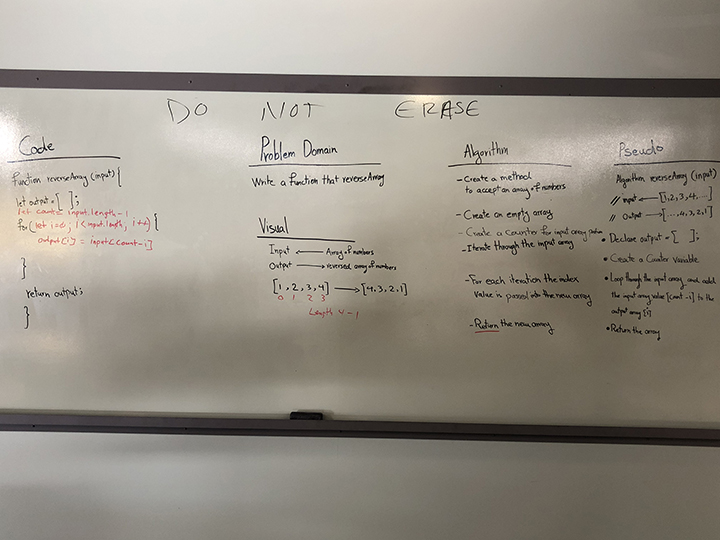 DO NOT ERASE
Code
function reverseArray (input) {
let output = [ ];
let count = input.length - 1
for (let i=0; i < input.length, i++) {
output[i] = input[count-i]
}
return output;
}
Problem Domain
Write a function that reverseArray
Visual
Input ← Array of numbers
Output → reversed array of numbers
[1, 2, 3, 4] → [4, 3, 2, 1]
0 1 2 3
Length 4-1
Algorithm
- Create a method
to accept an array of numbers
- Create an empty array
- Create a counter for input array
- Iterate through the input array
- For each iteration the index
value is passed into the new array
- Return the new array
Pseudo
Algorithm reverseArray (input)
// input ← [1,2,3,4,...]
// Output → [...,4,3,2,1]
• Declare output = [ ];
• Create a Counter Variable
• Loop through the input array, and add
the input array value [count-i] to the
output array [i]
• Return the array